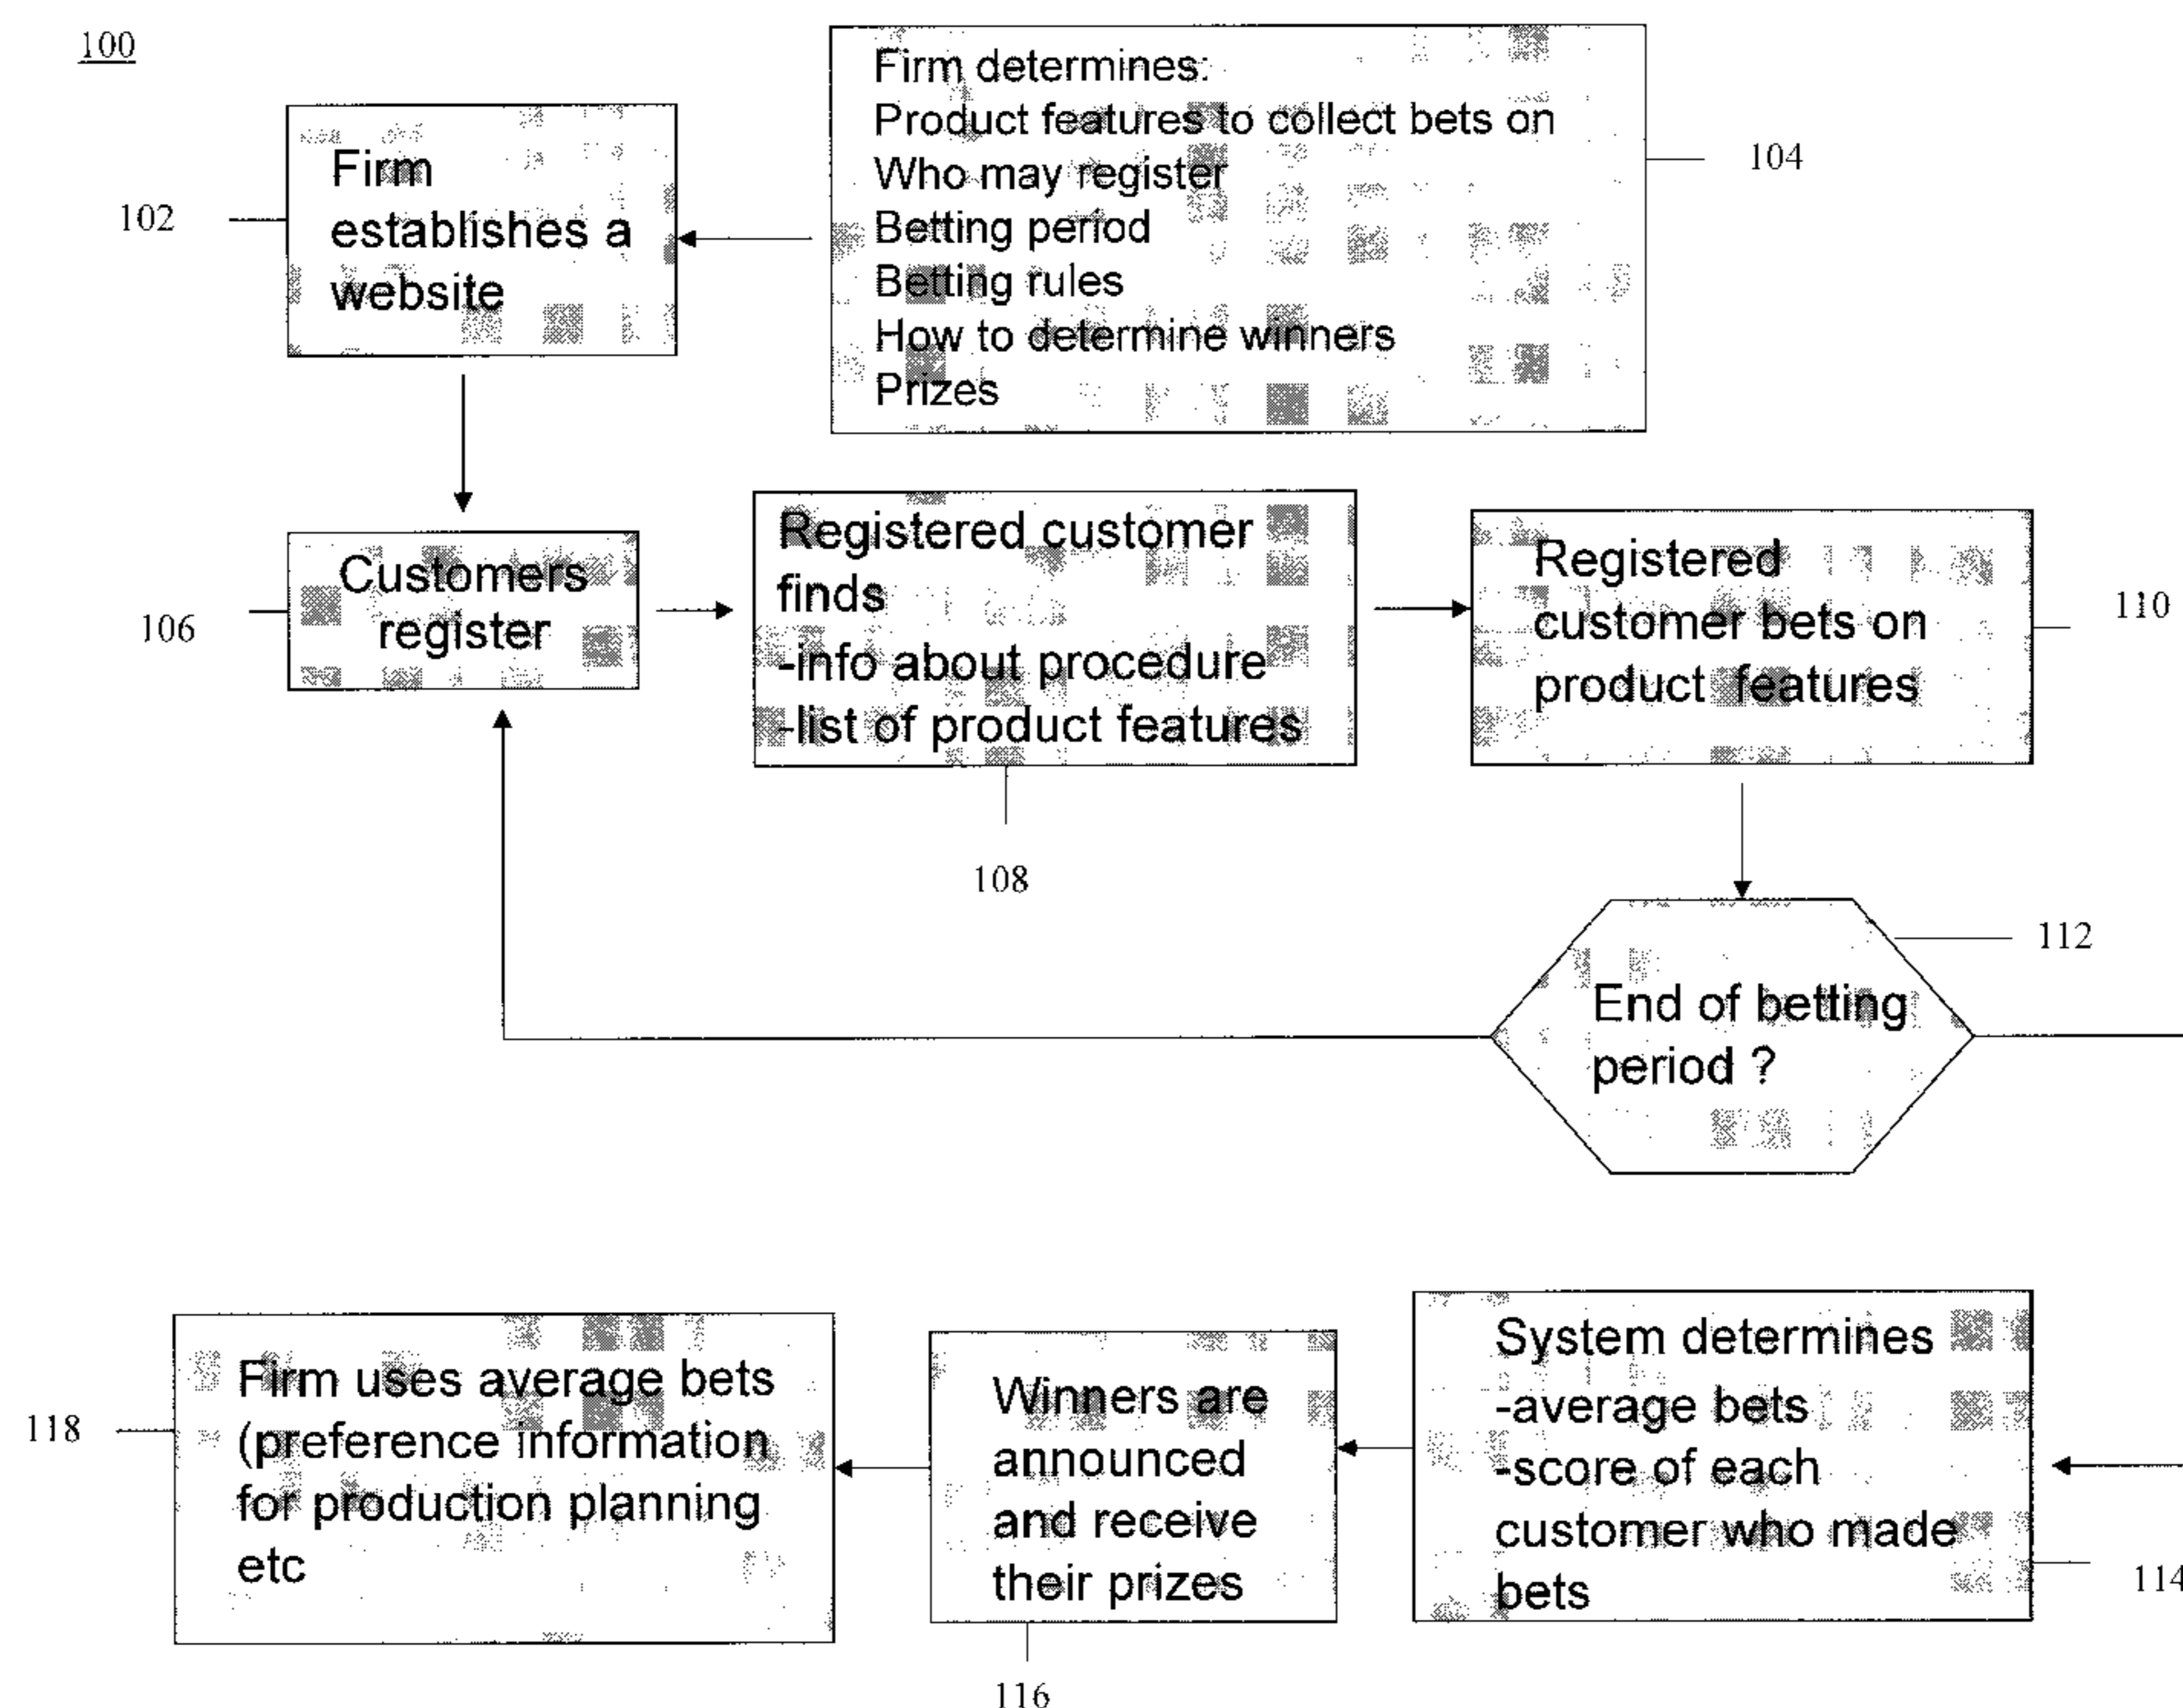 100
Firm determines:
Product features to collect bets on
Who may register
Betting period
Betting rules
How to determine winners
Prizes
104
Firm
establishes a
website
102
Customers
register
106
Registered customer
finds
-info about procedure
-list of product features
108
Registered
customer bets on
product features
110
End of betting
period ?
112
System determines
-average bets
-score of each
customer who made
bets
114
Winners are
announced
and receive
their prizes
116
Firm uses average bets
(preference information
for production planning
etc
118